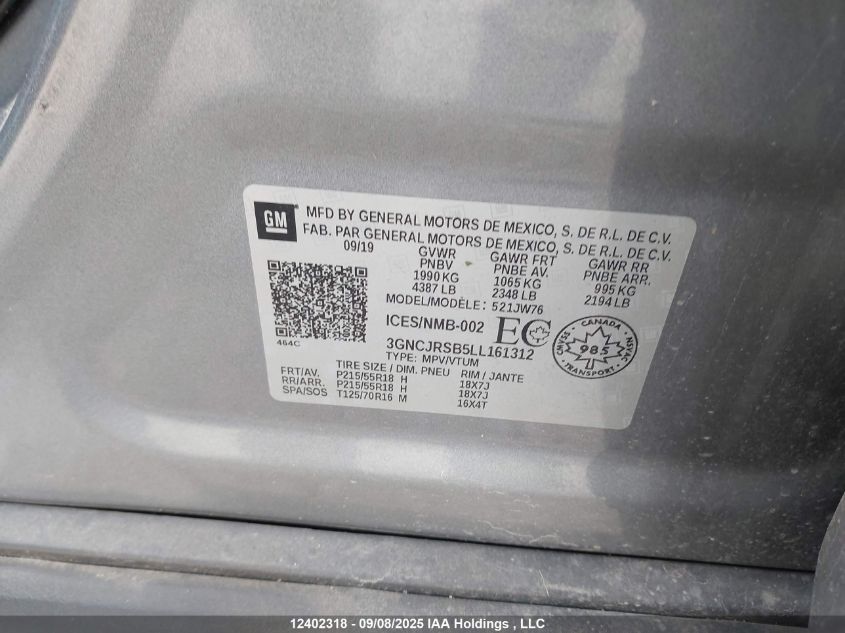 GM
MFD BY GENERAL MOTORS DE MEXICO, S. DE R.L. DE C.V.
FAB. PAR GENERAL MOTORS DE MEXICO, S. DE R.L. DE C.V.
09/19 GVWR GAWR FRT GAWR RR
PNBV PNBE AV. PNBE ARR.
1990 KG 1065 KG 995 KG
4387 LB 2348 LB 2194 LB
MODEL/MODÈLE: 521JW76
ICES/NMB-002 EC
464C
3GNCJRSB5LL161312
TYPE: MPV/VTUM
CANADA
CMVSS 985 NSVAC
TIRE SIZE / DIM. PNEU RIM / JANTE
FRT/AV. P215/55R18 H 18X7J
RR/ARR. P215/55R18 H 18X7J
SPA/SOS T125/70R16 M 16X4T
12402318 - 09/08/2025 IAA Holdings , LLC